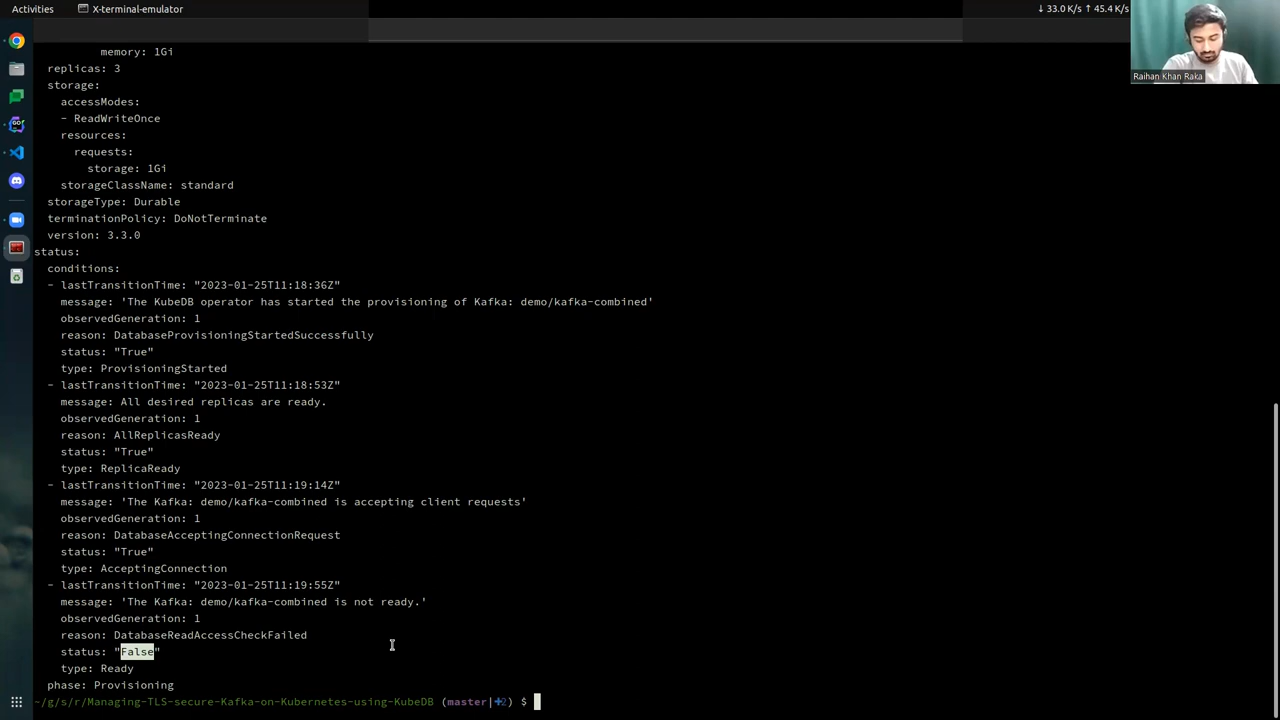 Activities
X-terminal-emulator
↓ 33.0 K/s ↑ 45.4 K/s
Raihan Khan Raka
memory: 1Gi
replicas: 3
storage:
accessModes:
- ReadWriteOnce
resources:
requests:
storage: 1Gi
storageClassName: standard
storageType: Durable
terminationPolicy: DoNotTerminate
version: 3.3.0
status:
conditions:
- lastTransitionTime: "2023-01-25T11:18:36Z"
message: 'The KubeDB operator has started the provisioning of Kafka: demo/kafka-combined'
observedGeneration: 1
reason: DatabaseProvisioningStartedSuccessfully
status: "True"
type: ProvisioningStarted
- lastTransitionTime: "2023-01-25T11:18:53Z"
message: All desired replicas are ready.
observedGeneration: 1
reason: AllReplicasReady
status: "True"
type: ReplicaReady
- lastTransitionTime: "2023-01-25T11:19:14Z"
message: 'The Kafka: demo/kafka-combined is accepting client requests'
observedGeneration: 1
reason: DatabaseAcceptingConnectionRequest
status: "True"
type: AcceptingConnection
- lastTransitionTime: "2023-01-25T11:19:55Z"
message: 'The Kafka: demo/kafka-combined is not ready.'
observedGeneration: 1
reason: DatabaseReadAccessCheckFailed
status: "False"
type: Ready
phase: Provisioning
~/g/s/r/Managing-TLS-secure-Kafka-on-Kubernetes-using-KubeDB (master|✚2) $